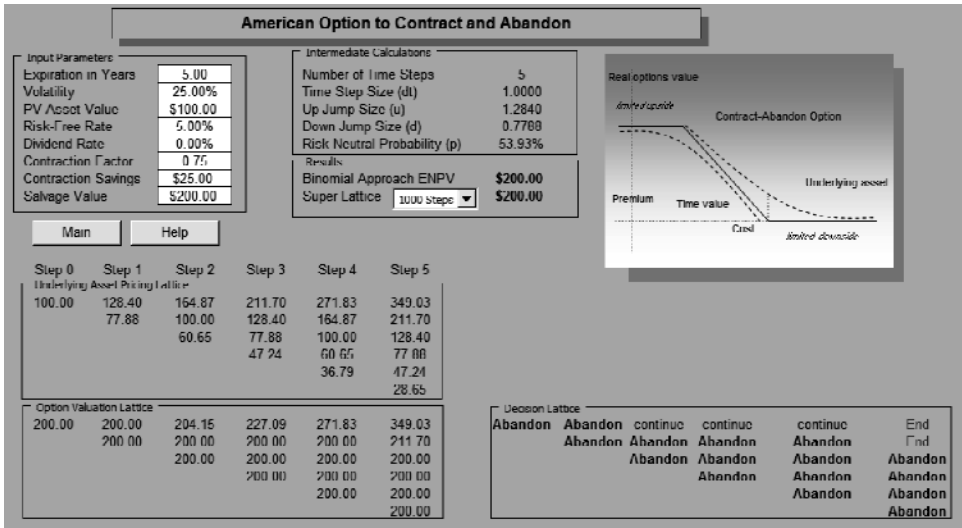 American Option to Contract and Abandon
Input Parameters
Expiration in Years 5.00
Volatility 25.00%
PV Asset Value $100.00
Risk-Free Rate 5.00%
Dividend Rate 0.00%
Contraction Factor 0.75
Contraction Savings $25.00
Salvage Value $200.00
Main Help
Intermediate Calculations
Number of Time Steps 5
Time Step Size (dt) 1.0000
Up Jump Size (u) 1.2840
Down Jump Size (d) 0.7788
Risk Neutral Probability (p) 53.93%
Results
Binomial Approach ENPV $200.00
Super Lattice 1000 Steps $200.00
Real options value
limited upside
Contract-Abandon Option
Underlying asset
Premium
Time value
Cost
limited downside
Step 0 Step 1 Step 2 Step 3 Step 4 Step 5
Underlying Asset Pricing Lattice
100.00 128.40 164.87 211.70 271.83 349.03
77.88 100.00 128.40 164.87 211.70
60.65 77.88 100.00 128.40
47.24 60.65 77.88
36.79 47.24
28.65
Option Valuation Lattice
200.00 200.00 204.15 227.09 271.83 349.03
200.00 200.00 200.00 200.00 211.70
200.00 200.00 200.00 200.00
200.00 200.00 200.00
200.00 200.00
200.00
Decision Lattice
Abandon Abandon continue continue continue End
Abandon Abandon Abandon Abandon End
Abandon Abandon Abandon Abandon
Abandon Abandon Abandon
Abandon Abandon
Abandon